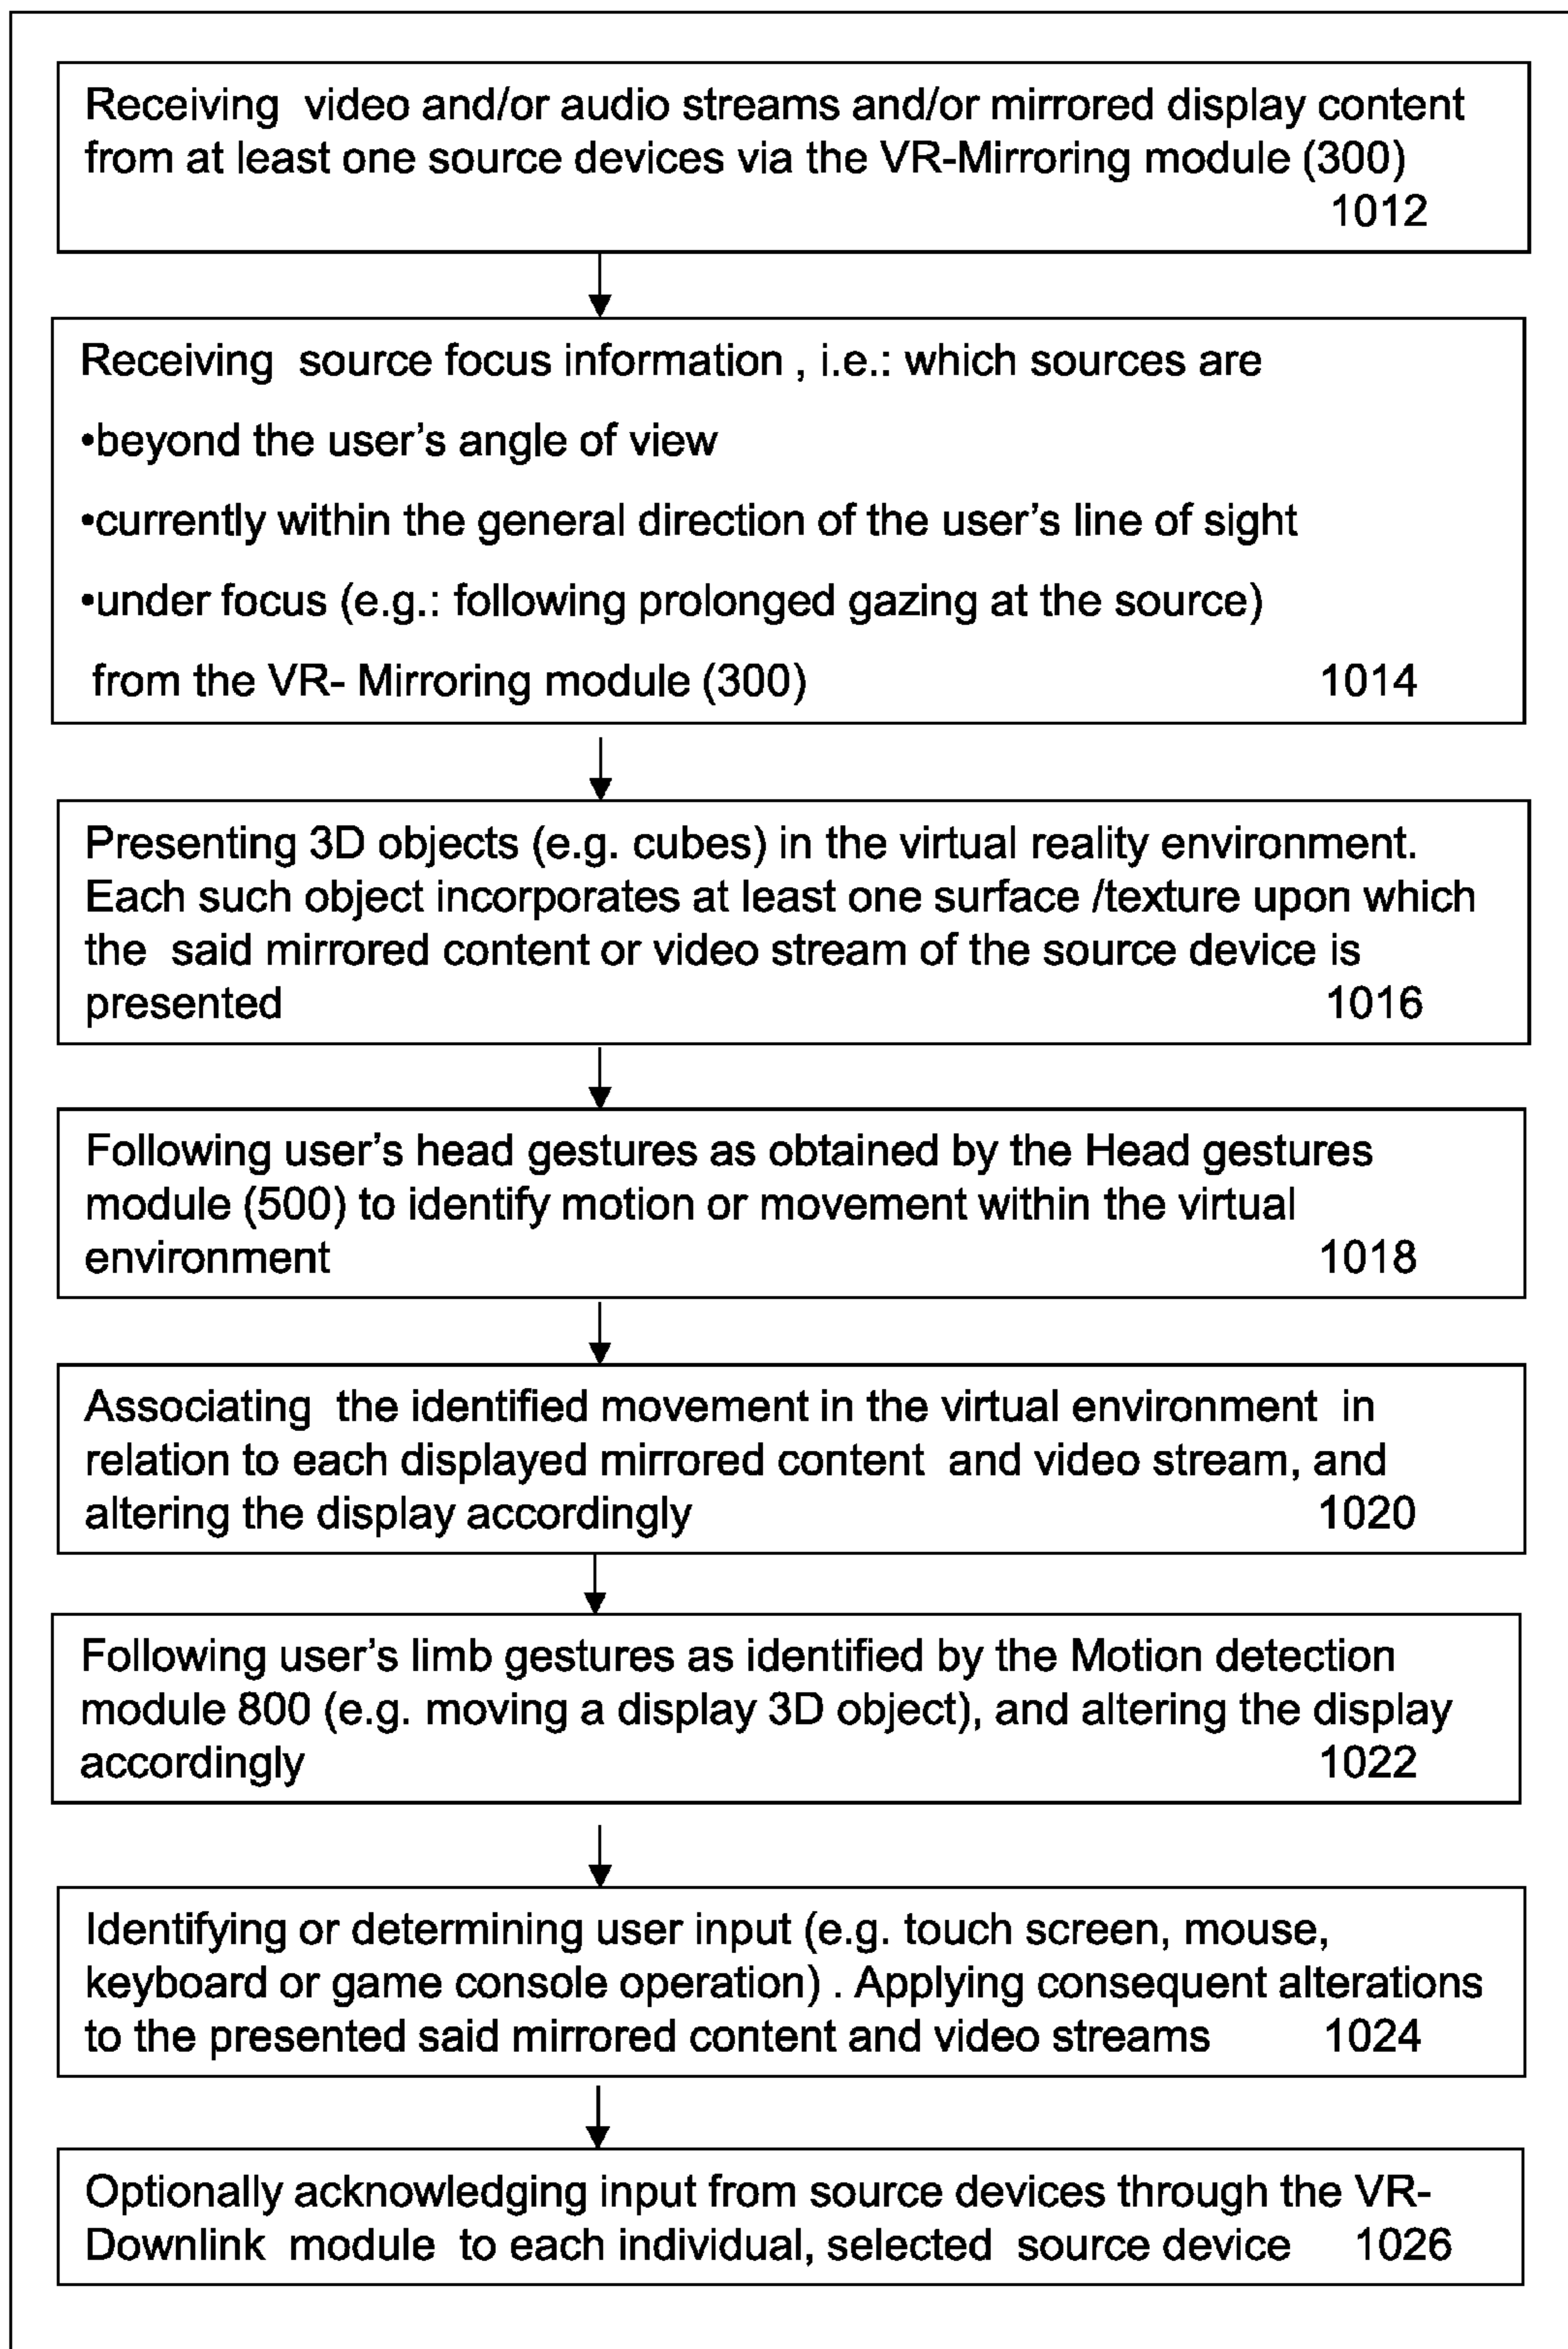 Receiving video and/or audio streams and/or mirrored display content
from at least one source devices via the VR-Mirroring module (300)
1012
Receiving source focus information , i.e.: which sources are
•beyond the user's angle of view
•currently within the general direction of the user's line of sight
•under focus (e.g.: following prolonged gazing at the source)
from the VR- Mirroring module (300) 1014
Presenting 3D objects (e.g. cubes) in the virtual reality environment.
Each such object incorporates at least one surface /texture upon which
the said mirrored content or video stream of the source device is
presented 1016
Following user's head gestures as obtained by the Head gestures
module (500) to identify motion or movement within the virtual
environment 1018
Associating the identified movement in the virtual environment in
relation to each displayed mirrored content and video stream, and
altering the display accordingly 1020
Following user's limb gestures as identified by the Motion detection
module 800 (e.g. moving a display 3D object), and altering the display
accordingly 1022
Identifying or determining user input (e.g. touch screen, mouse,
keyboard or game console operation) . Applying consequent alterations
to the presented said mirrored content and video streams 1024
Optionally acknowledging input from source devices through the VR-
Downlink module to each individual, selected source device 1026